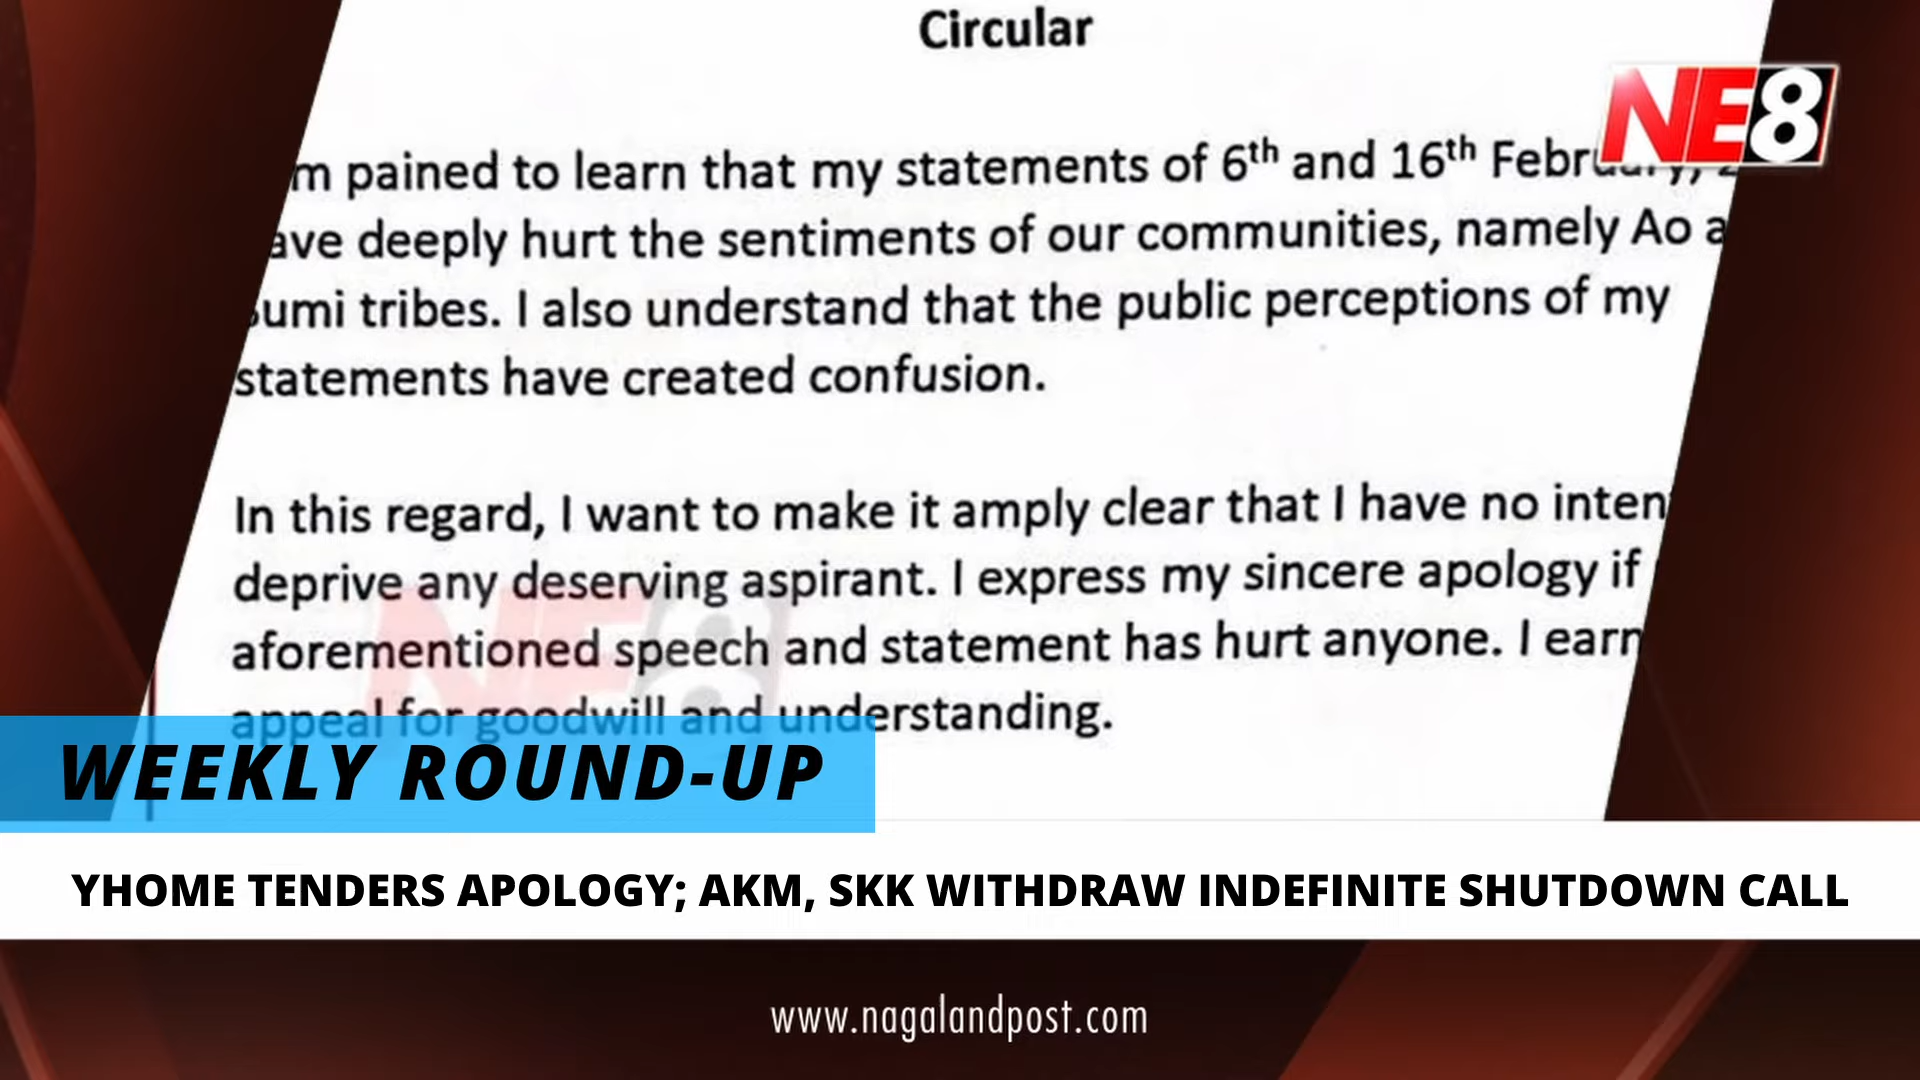 Circular
NE8
m pained to learn that my statements of 6th and 16th February,
ave deeply hurt the sentiments of our communities, namely Ao a
umi tribes. I also understand that the public perceptions of my
statements have created confusion.
In this regard, I want to make it amply clear that I have no inten
deprive any deserving aspirant. I express my sincere apology if
aforementioned speech and statement has hurt anyone. I earn
appeal for goodwill and understanding.
NE8
WEEKLY ROUND-UP
YHOME TENDERS APOLOGY; AKM, SKK WITHDRAW INDEFINITE SHUTDOWN CALL
www.nagalandpost.com